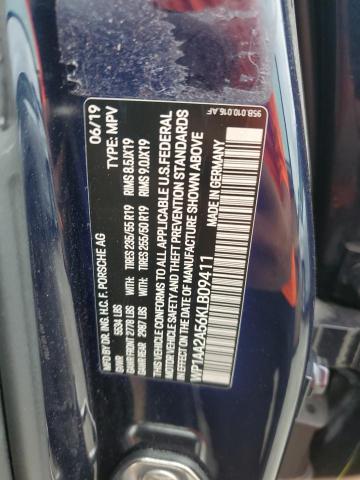 06/19
TYPE: MPV
95B.010.016.AF
MFD BY DR. ING. H.C. F. PORSCHE AG
GVWR 5534 LBS
GAWR FRONT 2778 LBS WITH: TIRES 235/55 R19 RIMS 8.5JX19
GAWR REAR 2987 LBS WITH: TIRES 255/50 R19 RIMS 9.0JX19
THIS VEHICLE CONFORMS TO ALL APPLICABLE U.S.FEDERAL
MOTOR VEHICLE SAFETY AND THEFT PREVENTION STANDARDS
IN EFFECT ON THE DATE OF MANUFACTURE SHOWN ABOVE
WP1AA2A56KLB09411
MADE IN GERMANY